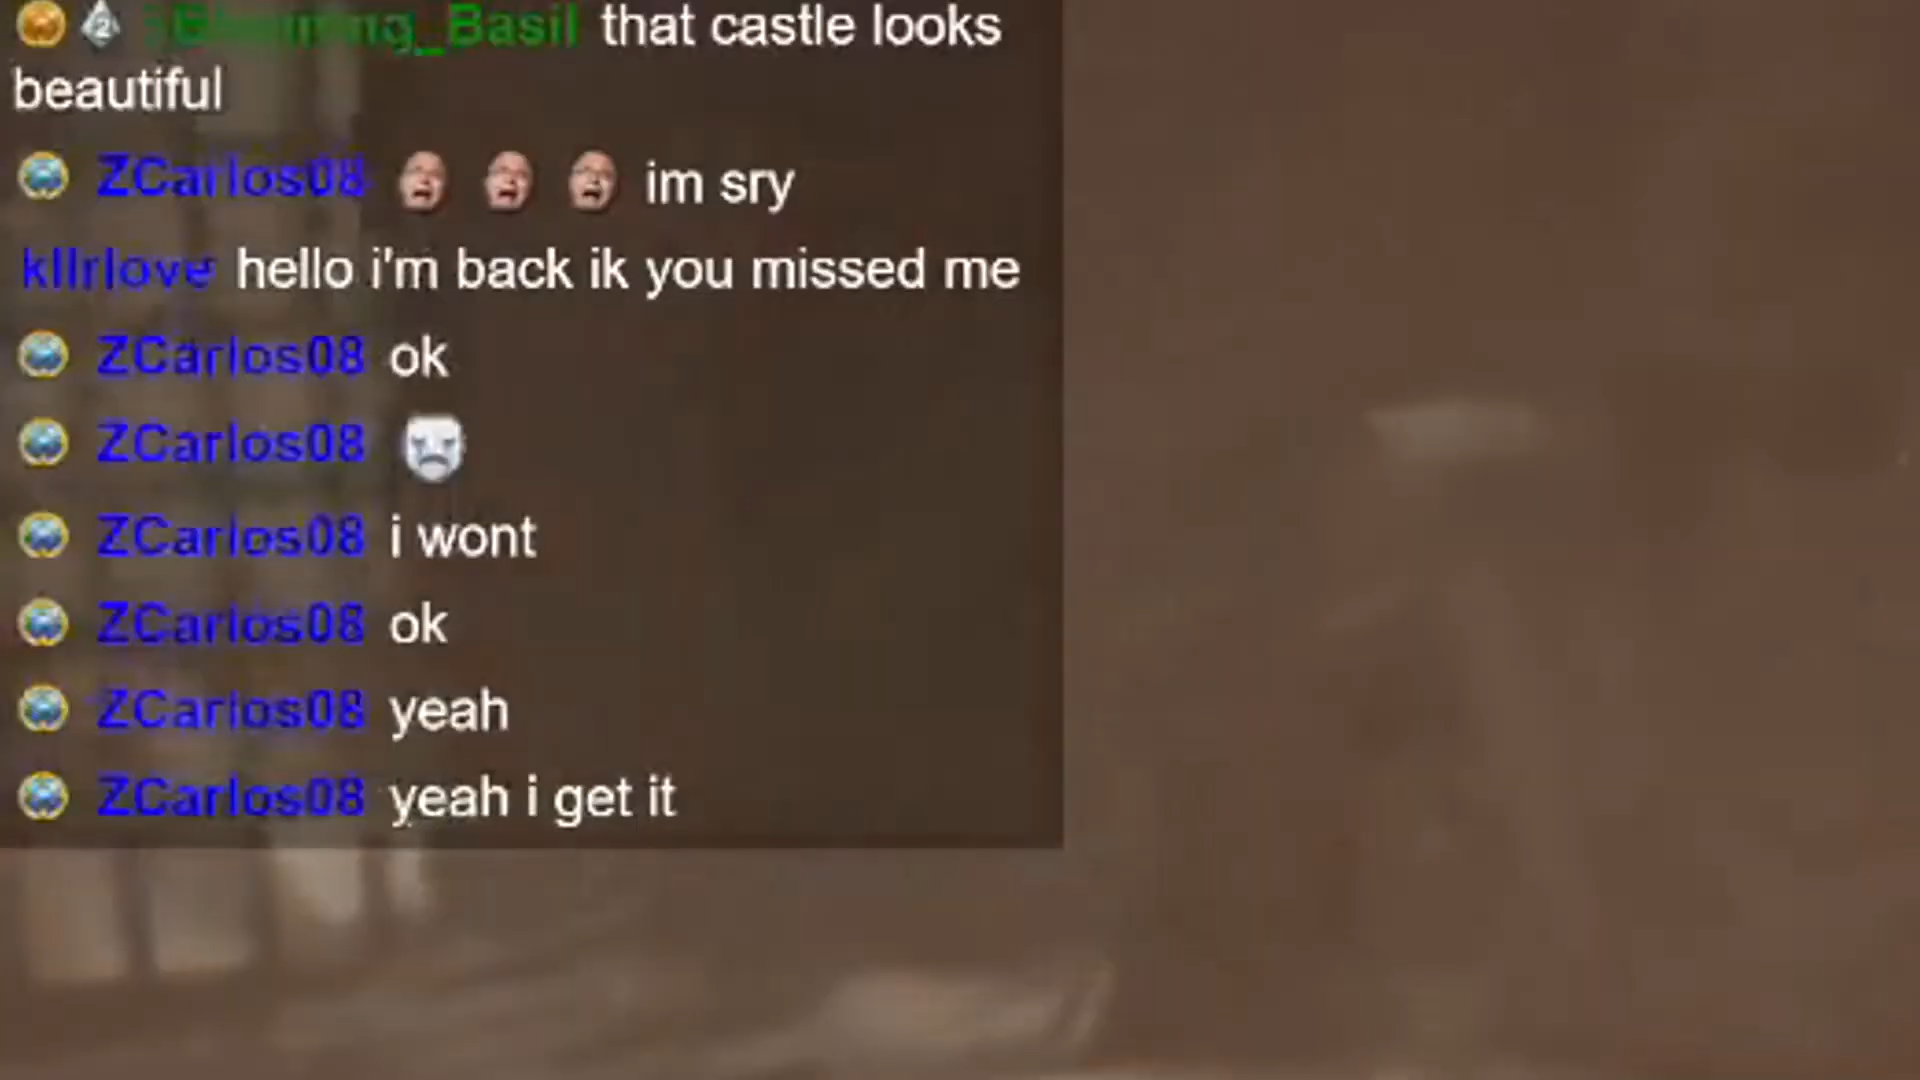 _Basil that castle looks
beautiful
ZCarlos08 im sry
kllrlove hello i'm back ik you missed me
ZCarlos08 ok
ZCarlos08
ZCarlos08 i wont
ZCarlos08 ok
ZCarlos08 yeah
ZCarlos08 yeah i get it